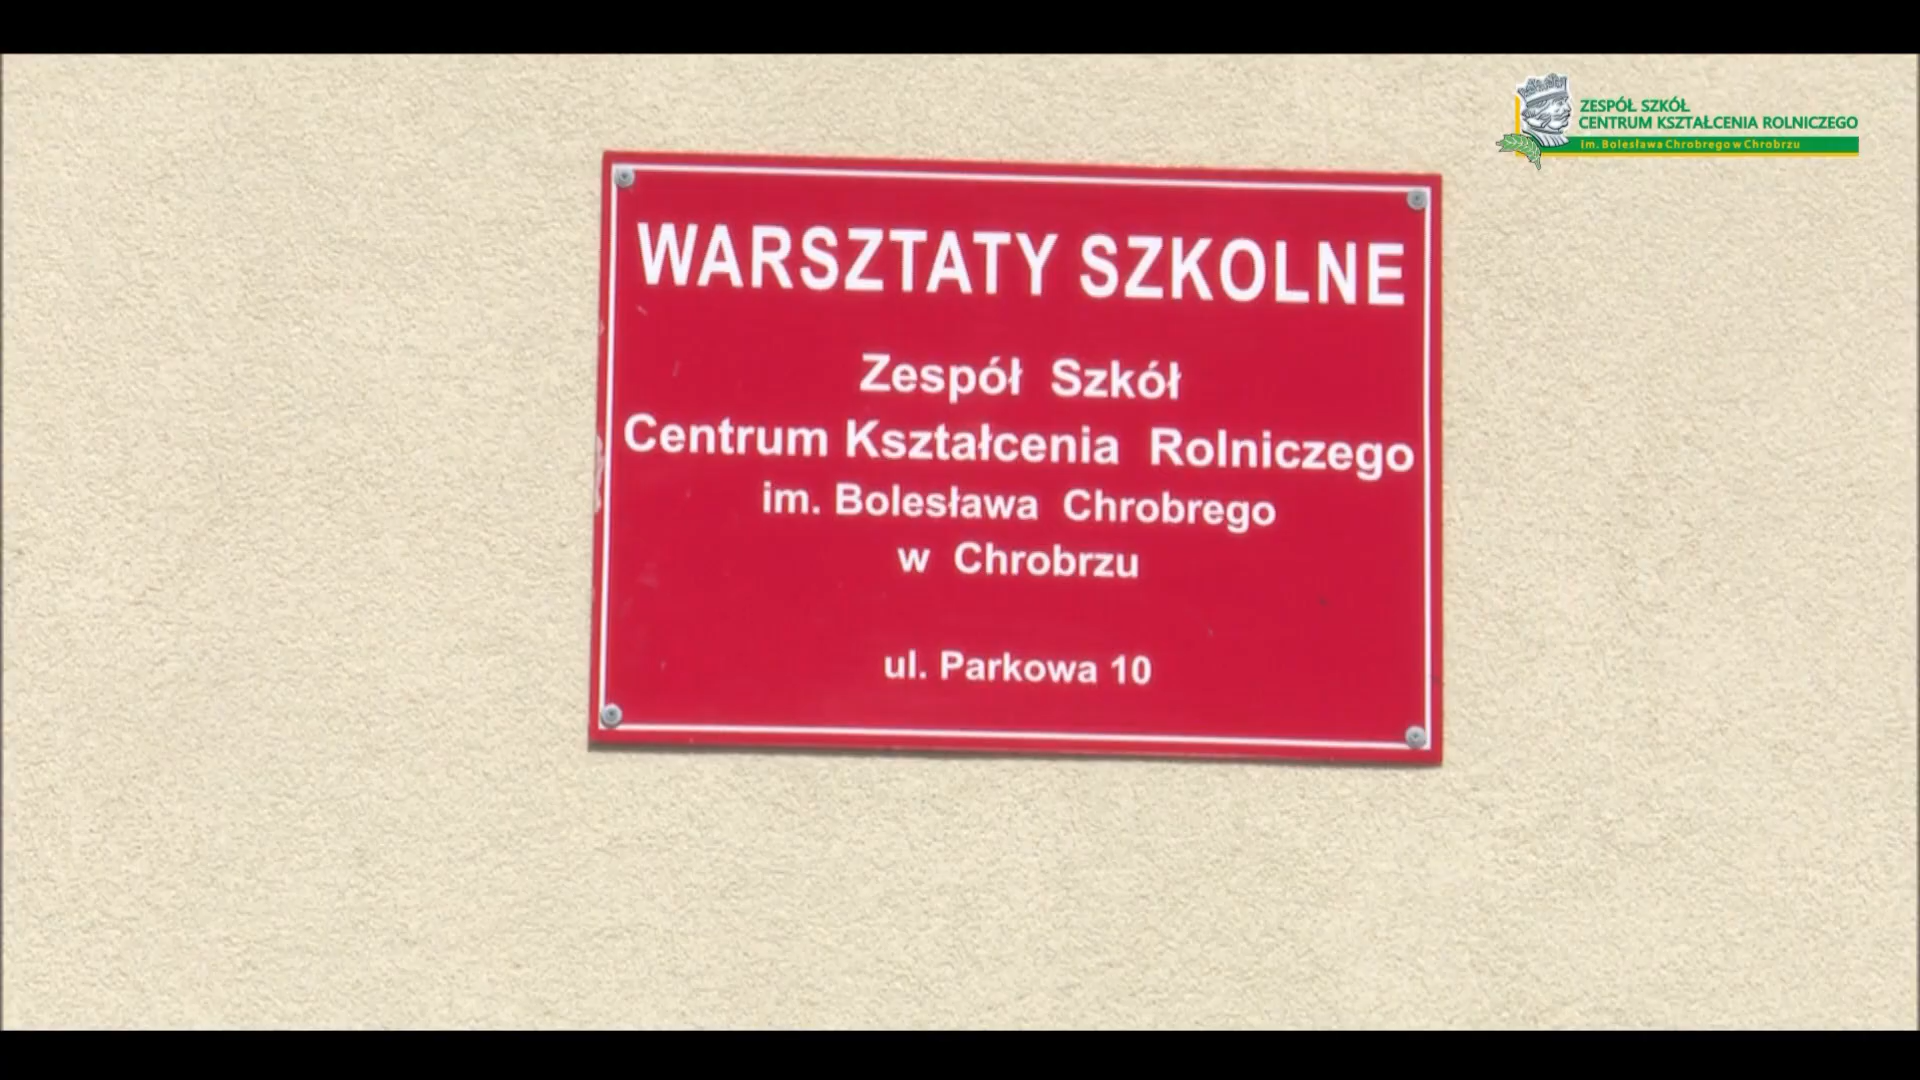 ZESPÓŁ SZKÓŁ
CENTRUM KSZTAŁCENIA ROLNICZEGO
im. Bolesława Chrobrego w Chrobrzu
WARSZTATY SZKOLNE
Zespół Szkół
Centrum Kształcenia Rolniczego
im. Bolesława Chrobrego
w Chrobrzu
ul. Parkowa 10